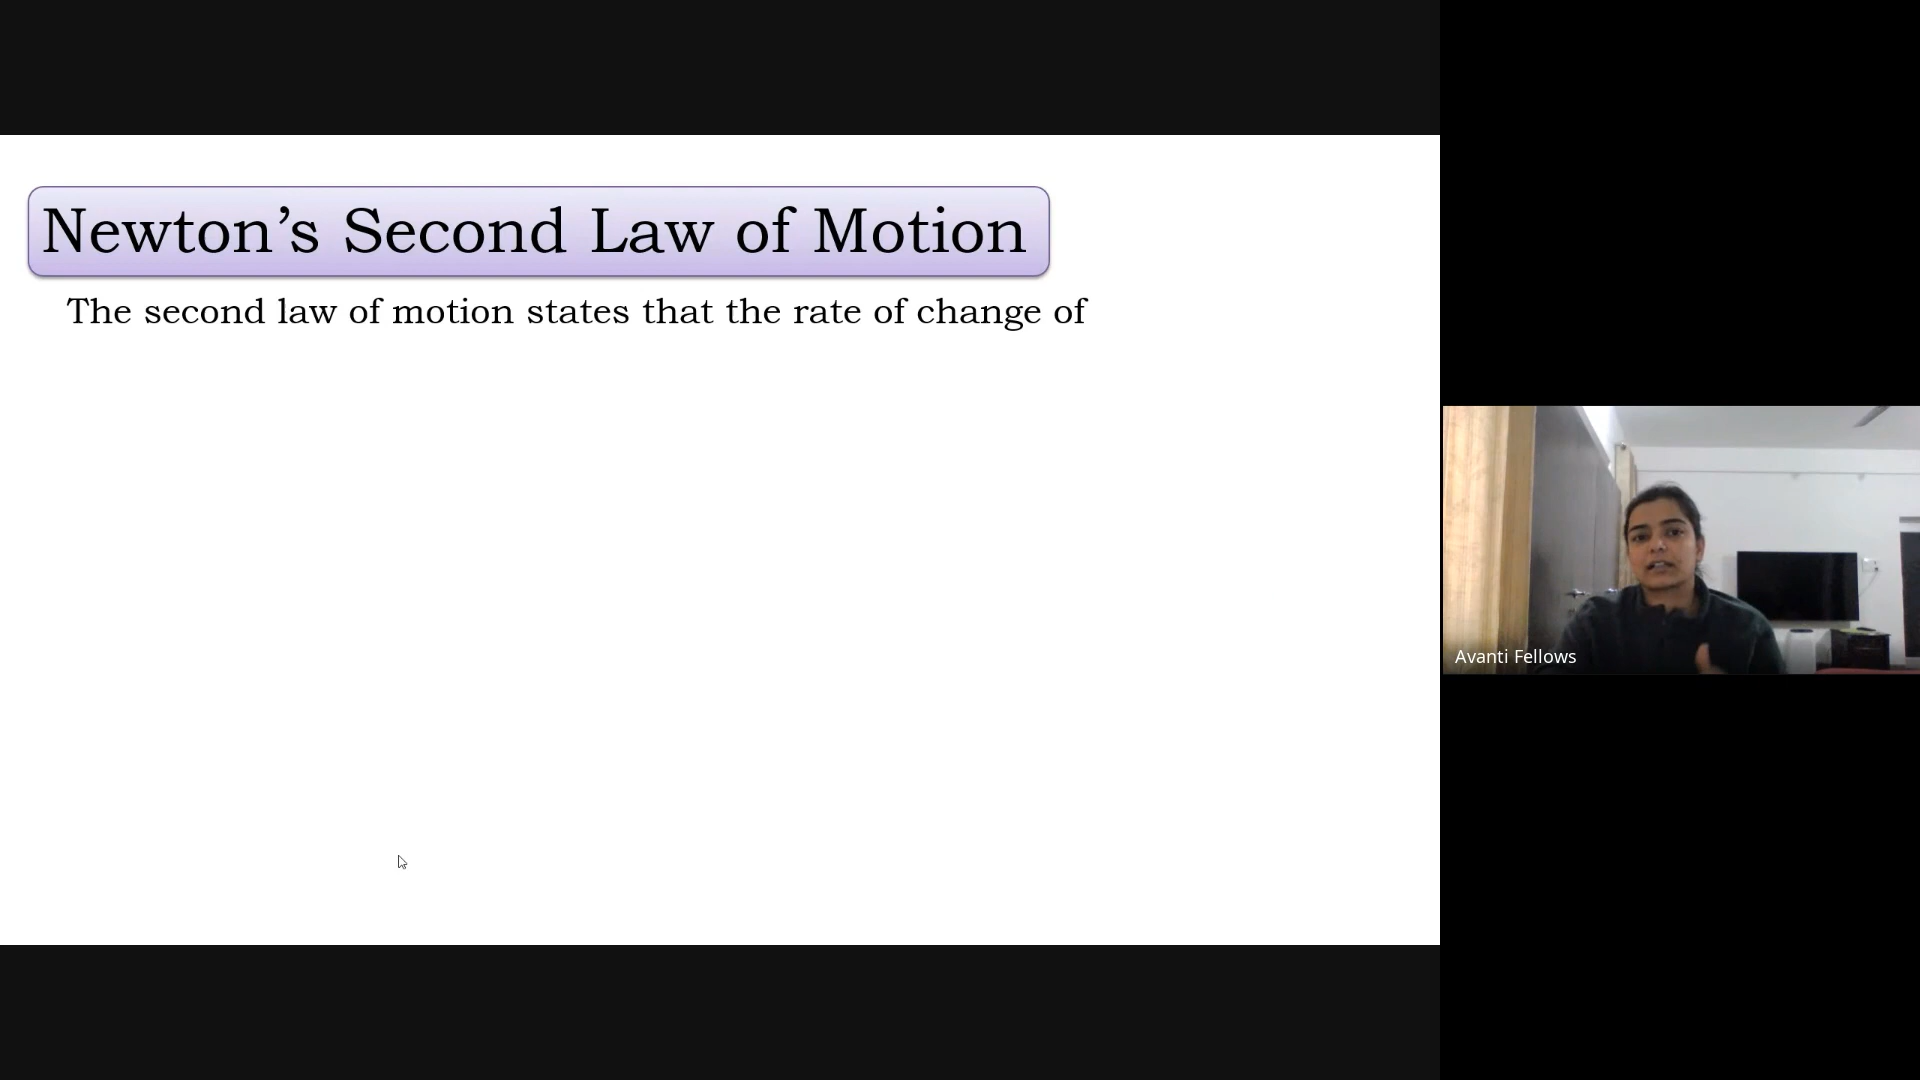 Newton’s Second Law of Motion
The second law of motion states that the rate of change of
Avanti Fellows